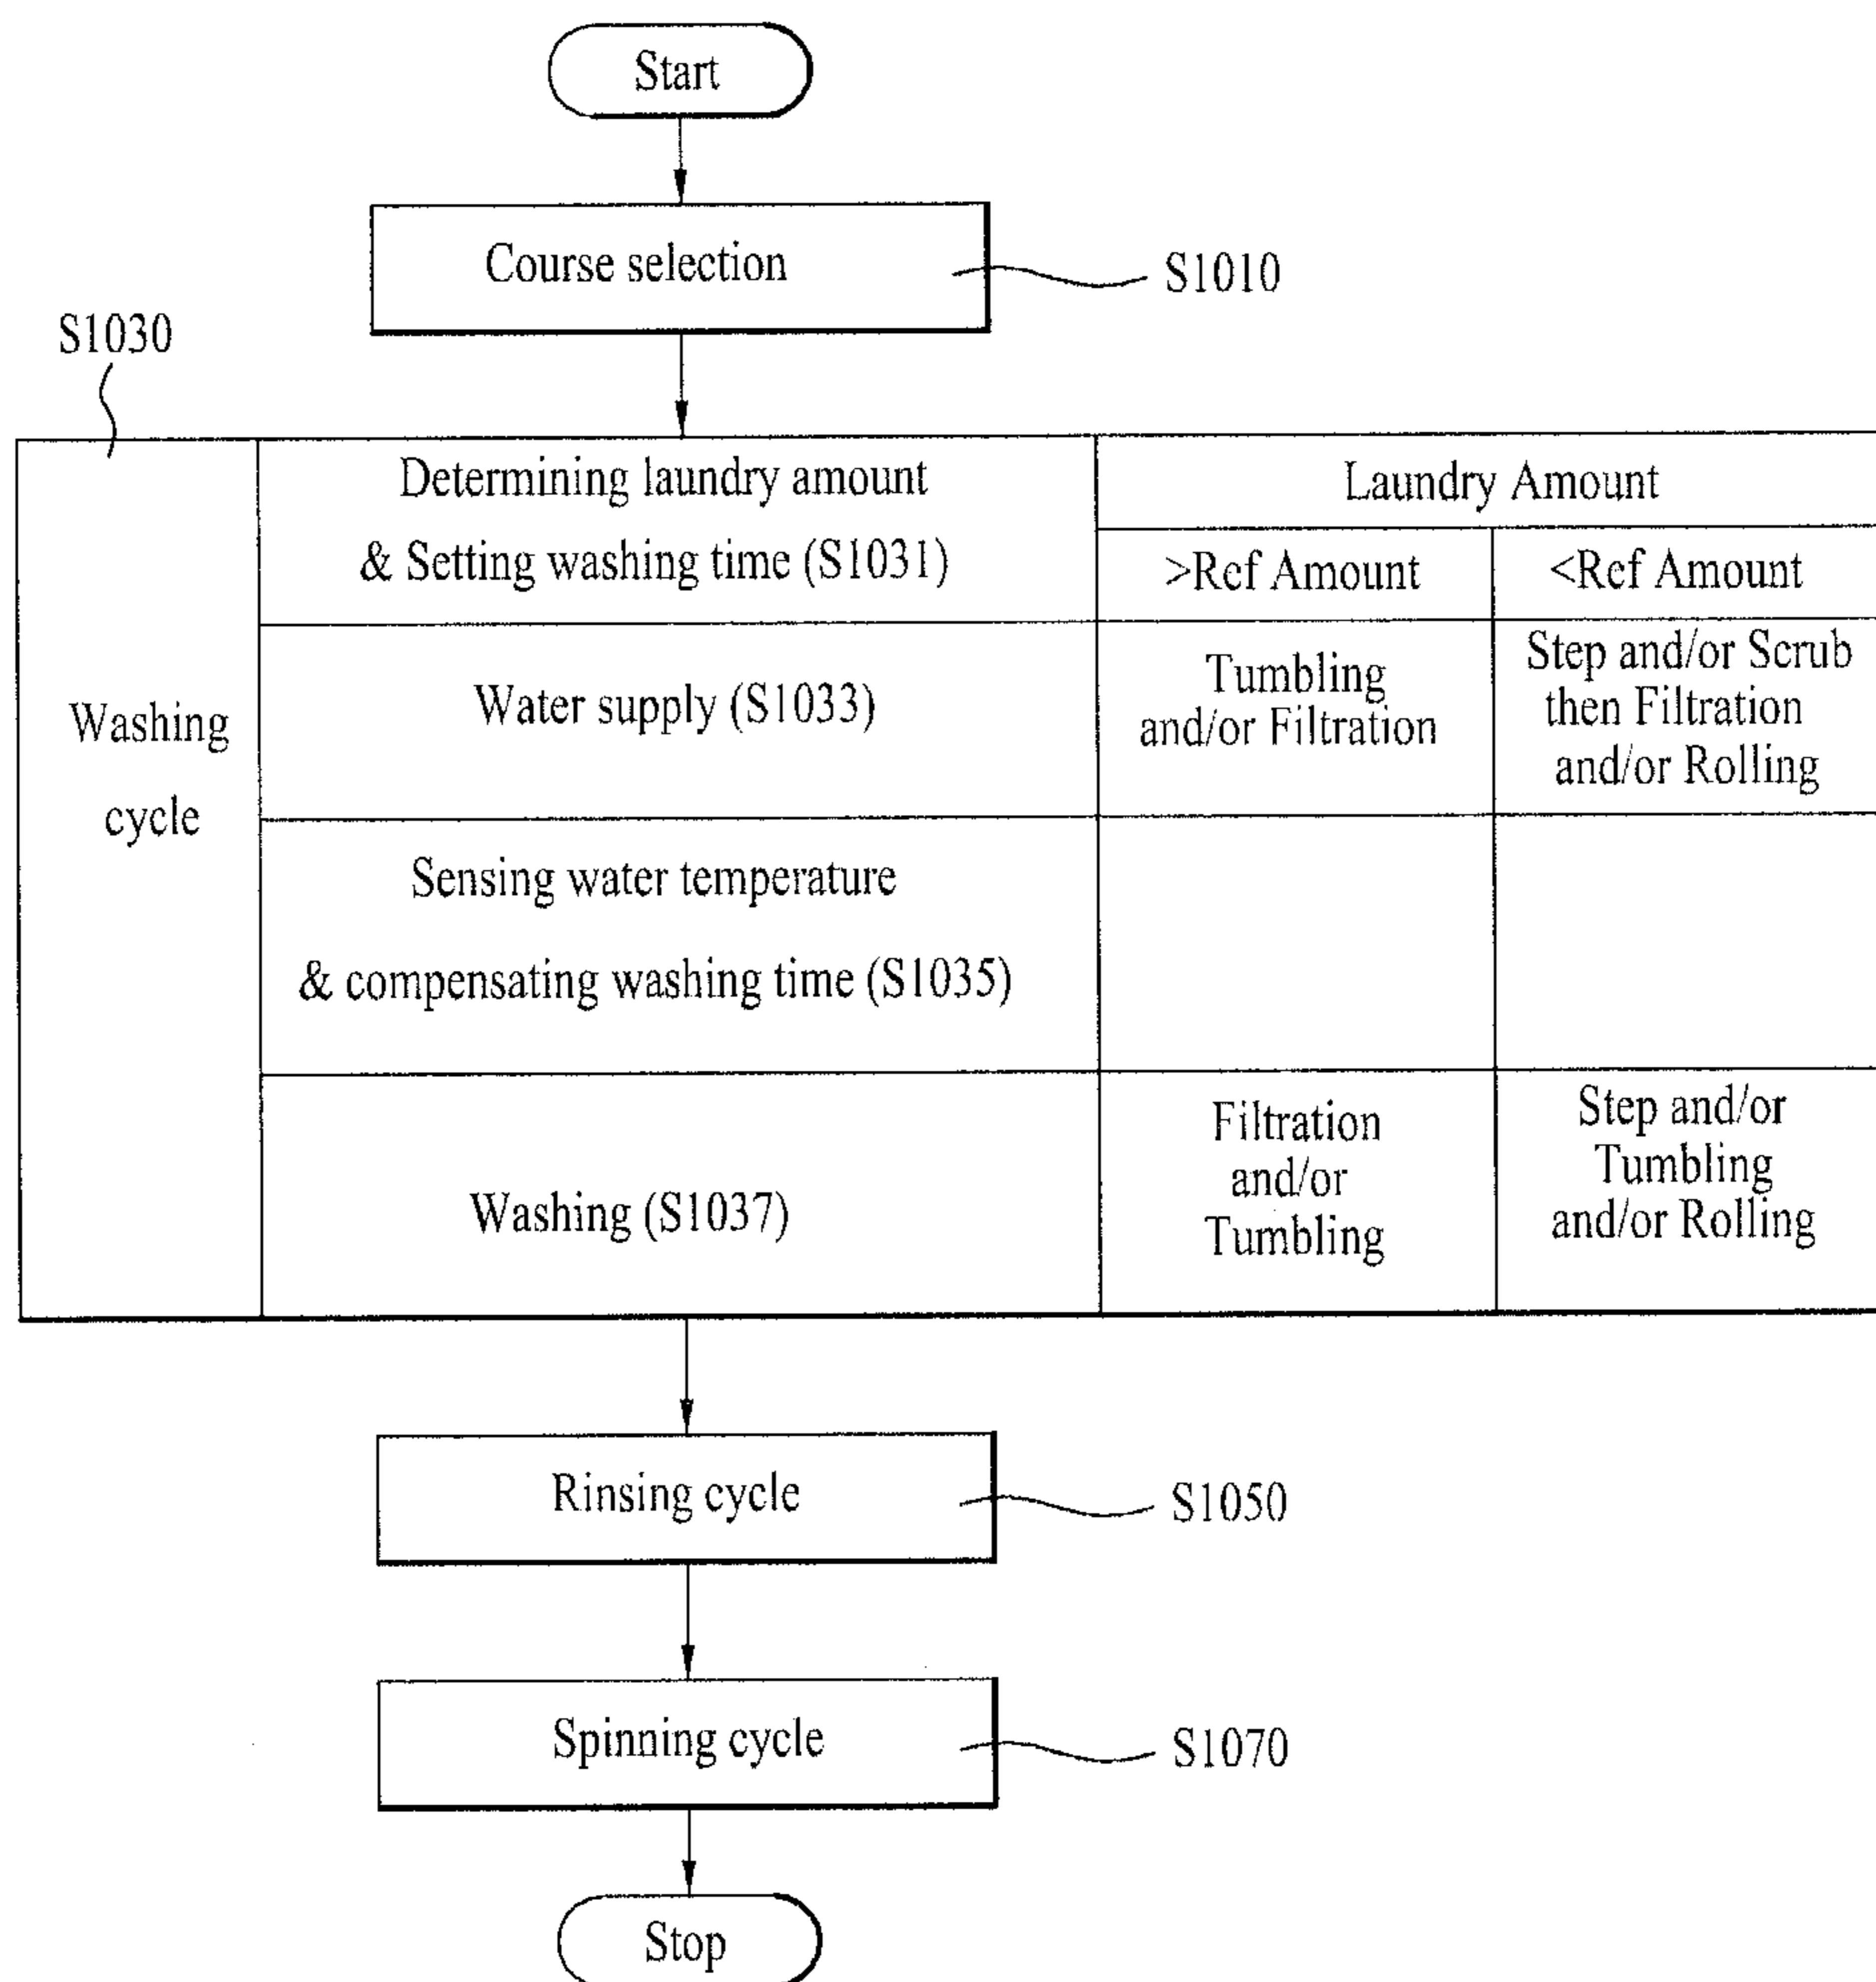 Start
Course selection
S1010
S1030
Determining laundry amount
& Setting washing time (S1031)
Laundry Amount
>Ref Amount
<Ref Amount
Washing
cycle
Water supply (S1033)
Tumbling
and/or Filtration
Step and/or Scrub
then Filtration
and/or Rolling
Sensing water temperature
& compensating washing time (S1035)
Washing (S1037)
Filtration
and/or
Tumbling
Step and/or
Tumbling
and/or Rolling
Rinsing cycle
S1050
Spinning cycle
S1070
Stop